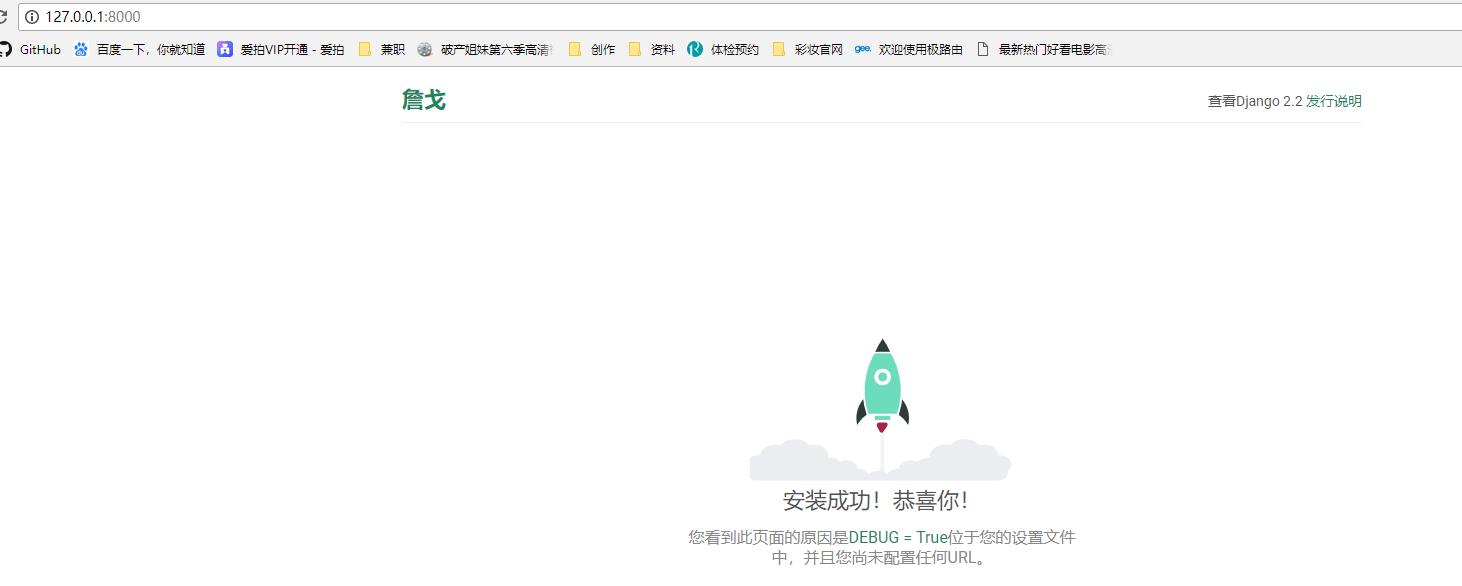 127.0.0.1:8000
GitHub 百度一下，你就知道 爱拍VIP开通 - 爱拍 兼职 破产姐妹第六季高清 创作 资料 体检预约 彩妆官网 gee. 欢迎使用极路由 最新热门好看电影高
詹戈
查看Django 2.2 发行说明
安装成功！恭喜你！
您看到此页面的原因是DEBUG = True位于您的设置文件
中，并且您尚未配置任何URL。